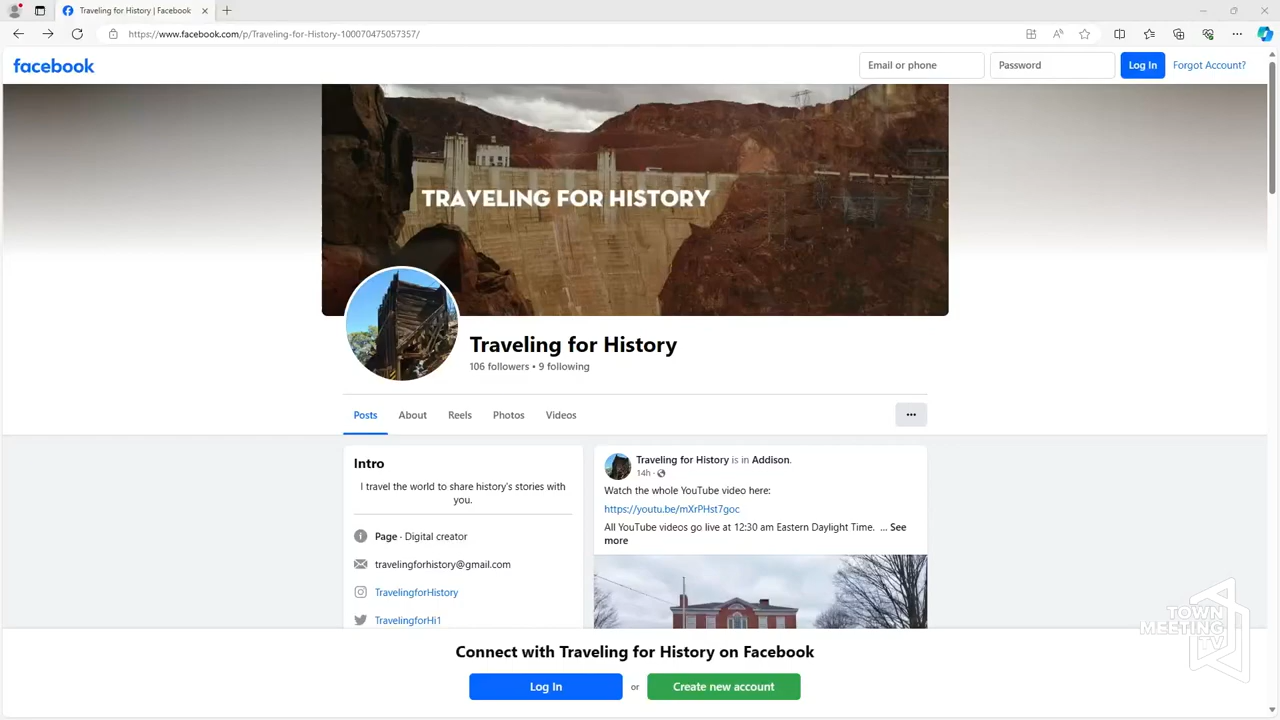 Traveling for History | Facebook
https://www.facebook.com/p/Traveling-for-History-100070475057357/
facebook
Email or phone
Password
Log In
Forgot Account?
TRAVELING FOR HISTORY
Traveling for History
106 followers • 9 following
Posts
About
Reels
Photos
Videos
Intro
I travel the world to share history's stories with
you.
Page · Digital creator
travelingforhistory@gmail.com
TravelingforHistory
TravelingforHi1
Traveling for History is in Addison.
14h ·
Watch the whole YouTube video here:
https://youtu.be/mXrPHst7goc
All YouTube videos go live at 12:30 am Eastern Daylight Time. ... See
more
Connect with Traveling for History on Facebook
Log In
or
Create new account
TOWN
MEETING
TV